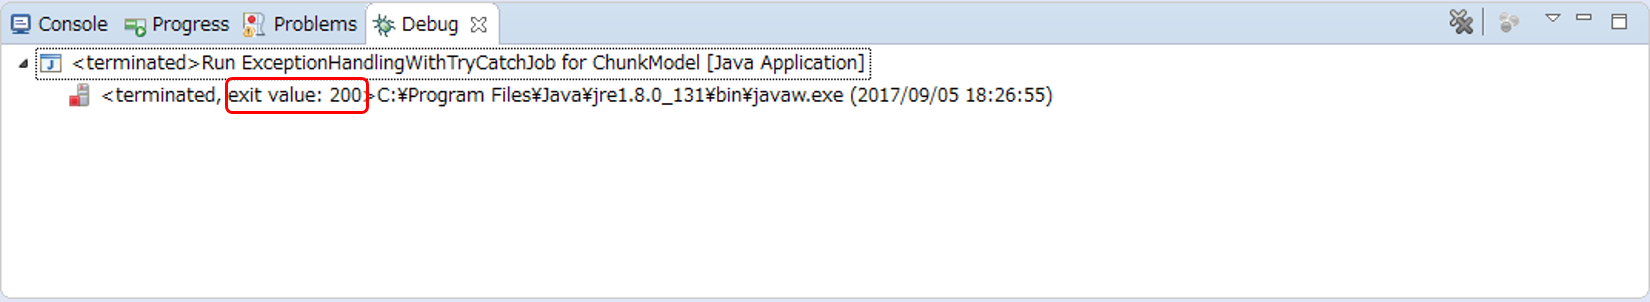 Console Progress Problems Debug
<terminated>Run ExceptionHandlingWithTryCatchJob for ChunkModel [Java Application]
<terminated, exit value: 200>C:¥Program Files¥Java¥jre1.8.0_131¥bin¥javaw.exe (2017/09/05 18:26:55)